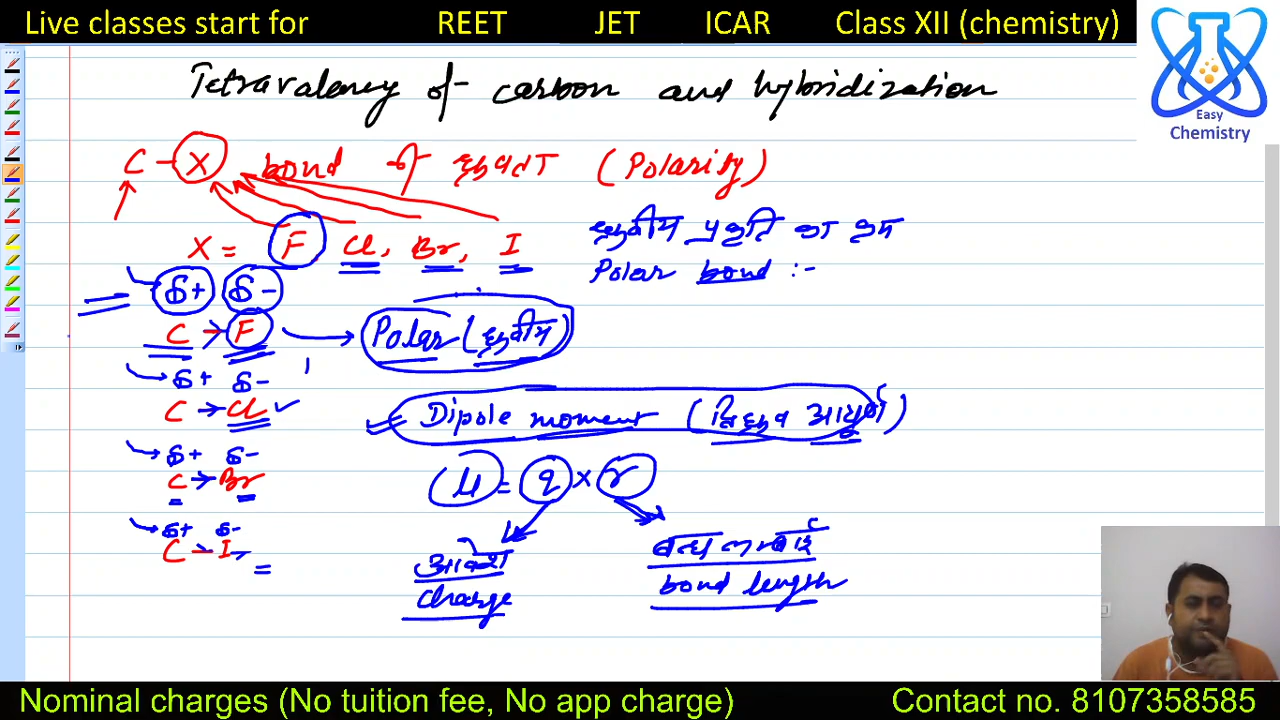 Live classes start for REET JET ICAR Class XII (chemistry)
Easy
Chemistry
Tetravalency of carbon and hybridization
C-X bond की ध्रुवता (Polarity)
X = F Cl, Br, I
ध्रुवीय प्रकृति का क्रम
Polar bond :-
δ+ δ-
C → F Polar (ध्रुवीय)
δ+ δ-
C → Cl ✓ Dipole moment (द्विध्रुव आघूर्ण)
δ+ δ-
C → Br μ = q × r
δ+ δ-
C → I
आवेश बन्ध लम्बाई
charge bond length
Nominal charges (No tuition fee, No app charge) Contact no. 8107358585